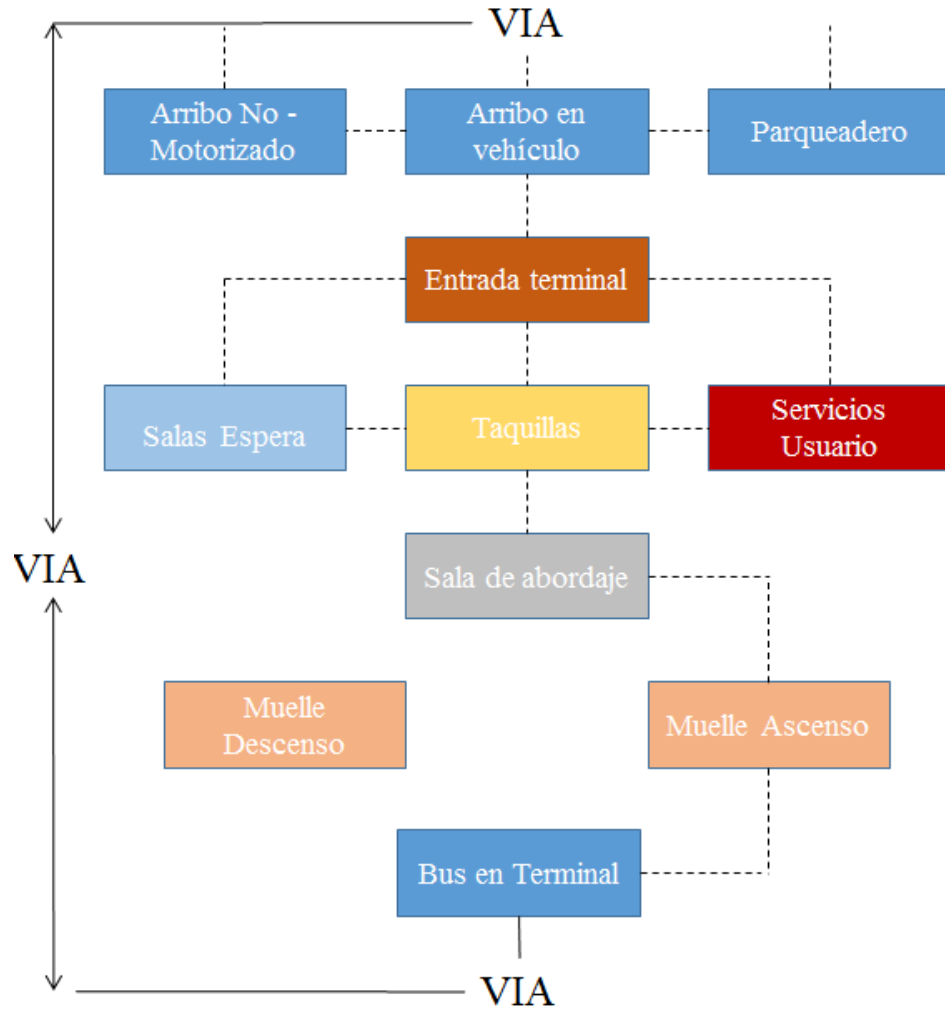 VIA
Arribo No -
Motorizado
Arribo en
vehículo
Parqueadero
Entrada terminal
Salas Espera
Taquillas
Servicios
Usuario
VIA
Sala de abordaje
Muelle
Descenso
Muelle Ascenso
Bus en Terminal
VIA